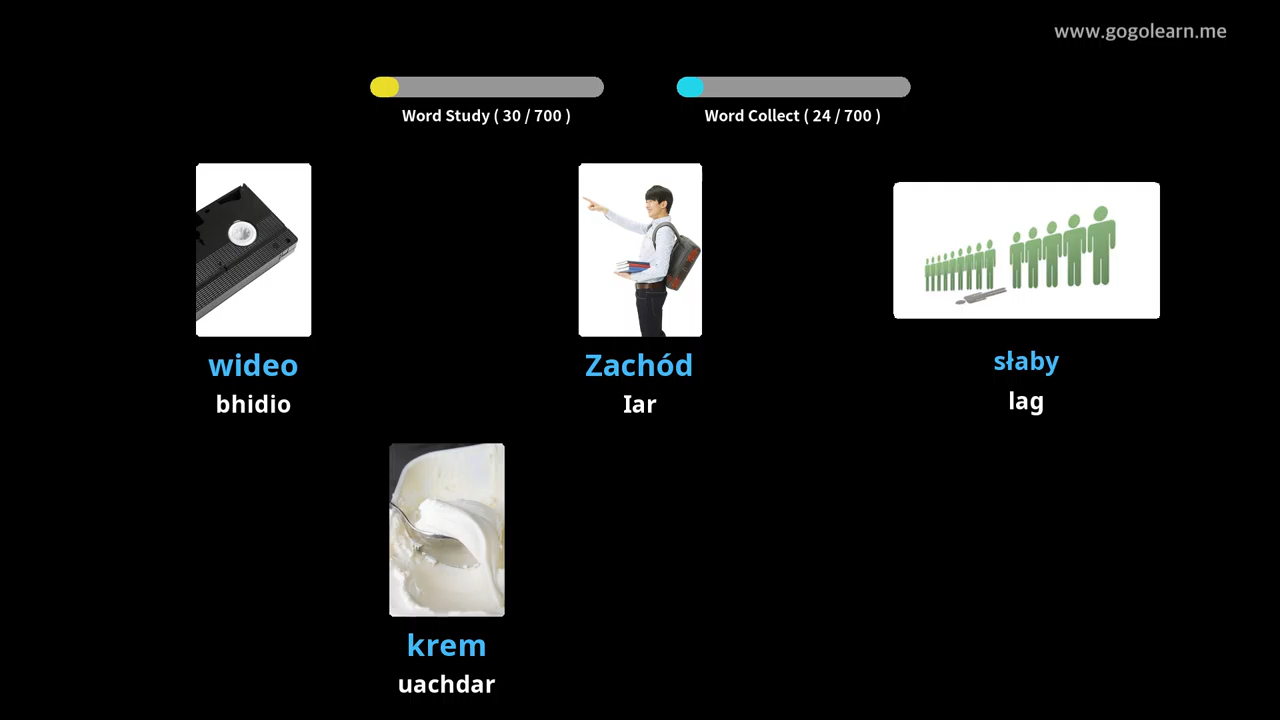 www.gogolearn.me
Word Study ( 30 / 700 )
Word Collect ( 24 / 700 )
wideo
bhidio
Zachód
Iar
słaby
lag
krem
uachdar